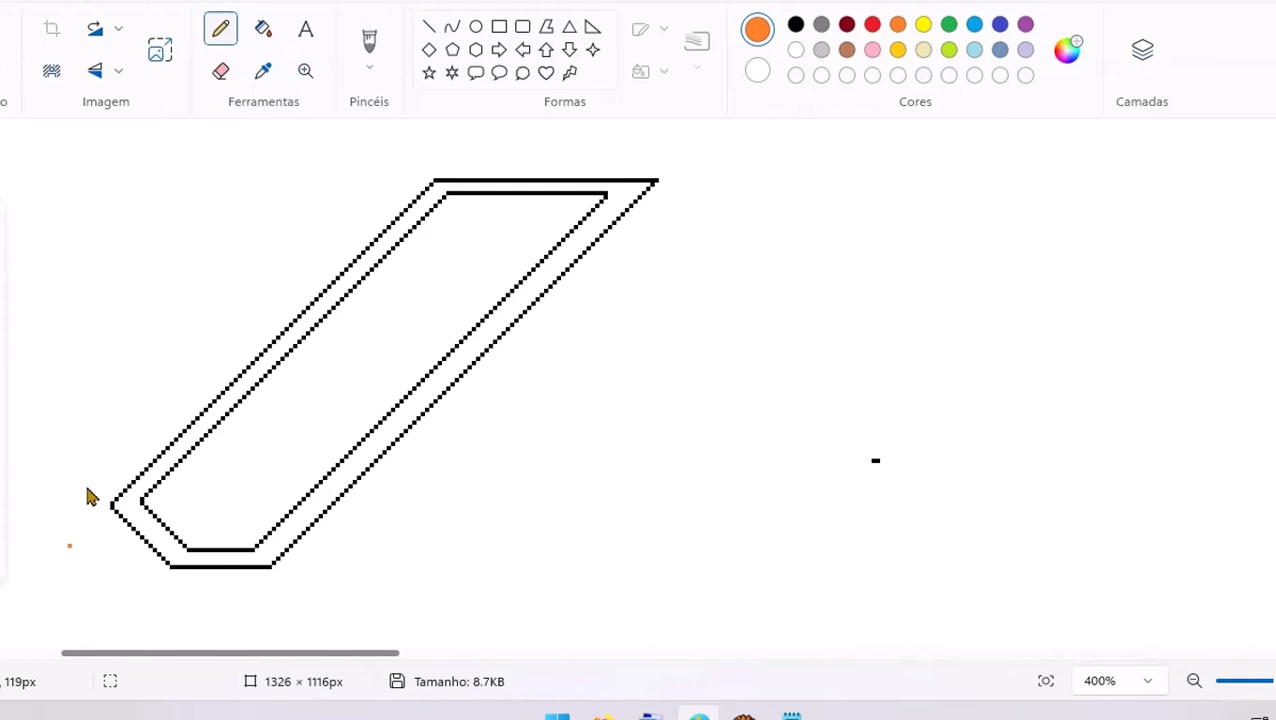 o
Imagem
Ferramentas
Pincéis
Formas
Cores
Camadas
, 119px
1326 × 1116px
Tamanho: 8.7KB
400%